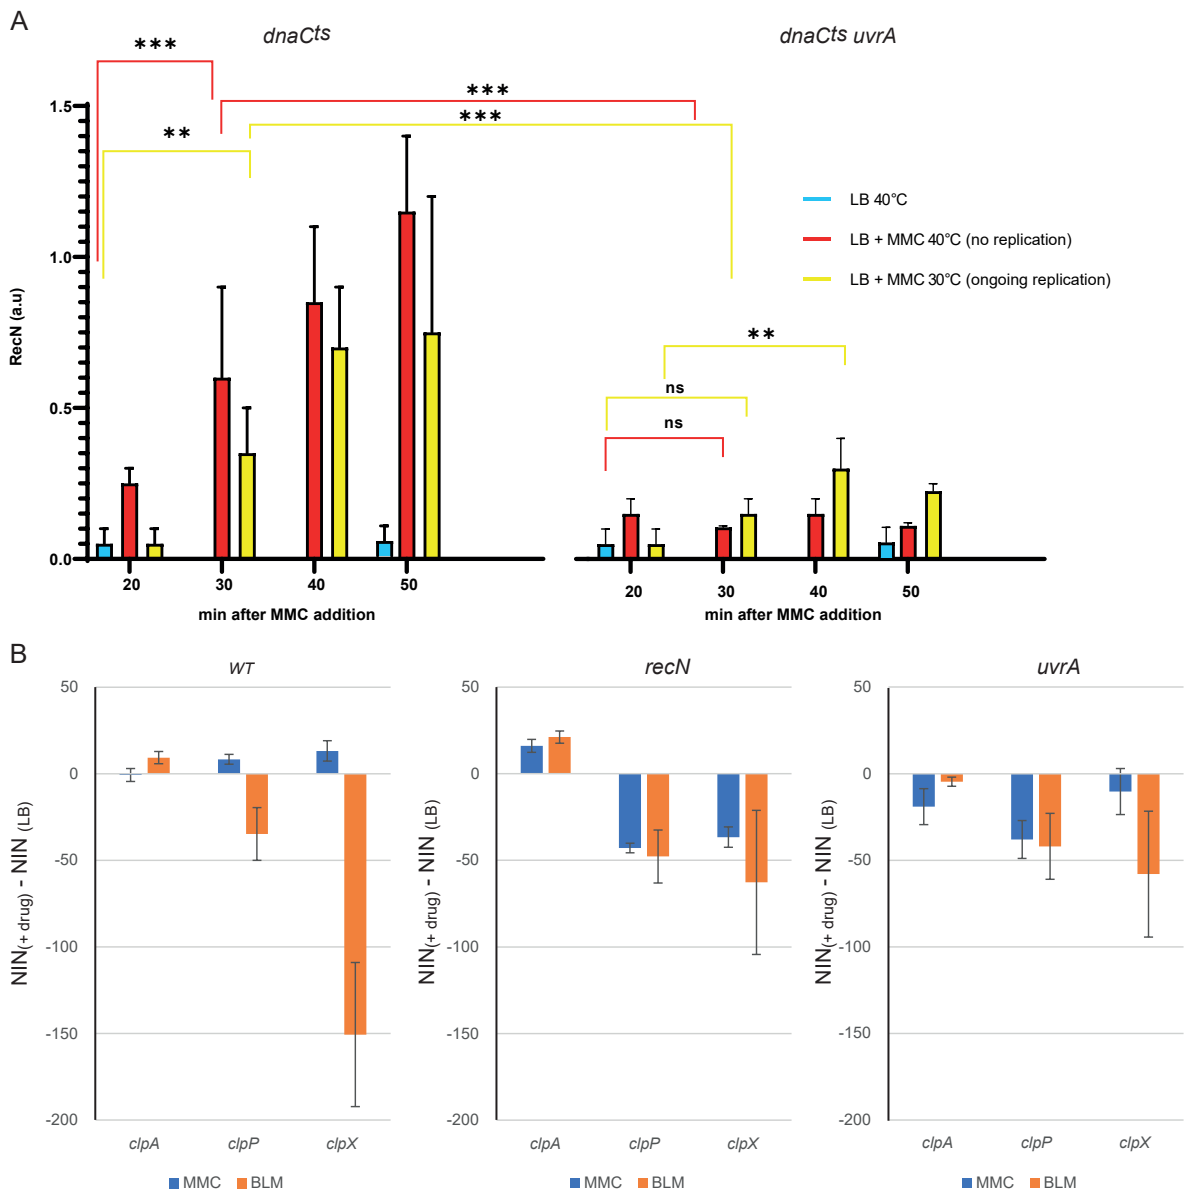 A
dnaCts
dnaCts uvrA
***
***
***
**
1.5
1.0
0.5
0.0
RecN (a.u)
LB 40°C
LB + MMC 40°C (no replication)
LB + MMC 30°C (ongoing replication)
**
ns
ns
20
30
40
50
min after MMC addition
20
30
40
50
min after MMC addition
B
WT
recN
uvrA
50
0
-50
-100
-150
-200
NIN(+ drug) - NIN (LB)
clpA
clpP
clpX
MMC
BLM
50
0
-50
-100
-150
-200
NIN(+ drug) - NIN (LB)
clpA
clpP
clpX
MMC
BLM
50
0
-50
-100
-150
-200
NIN(+ drug) - NIN (LB)
clpA
clpP
clpX
MMC
BLM